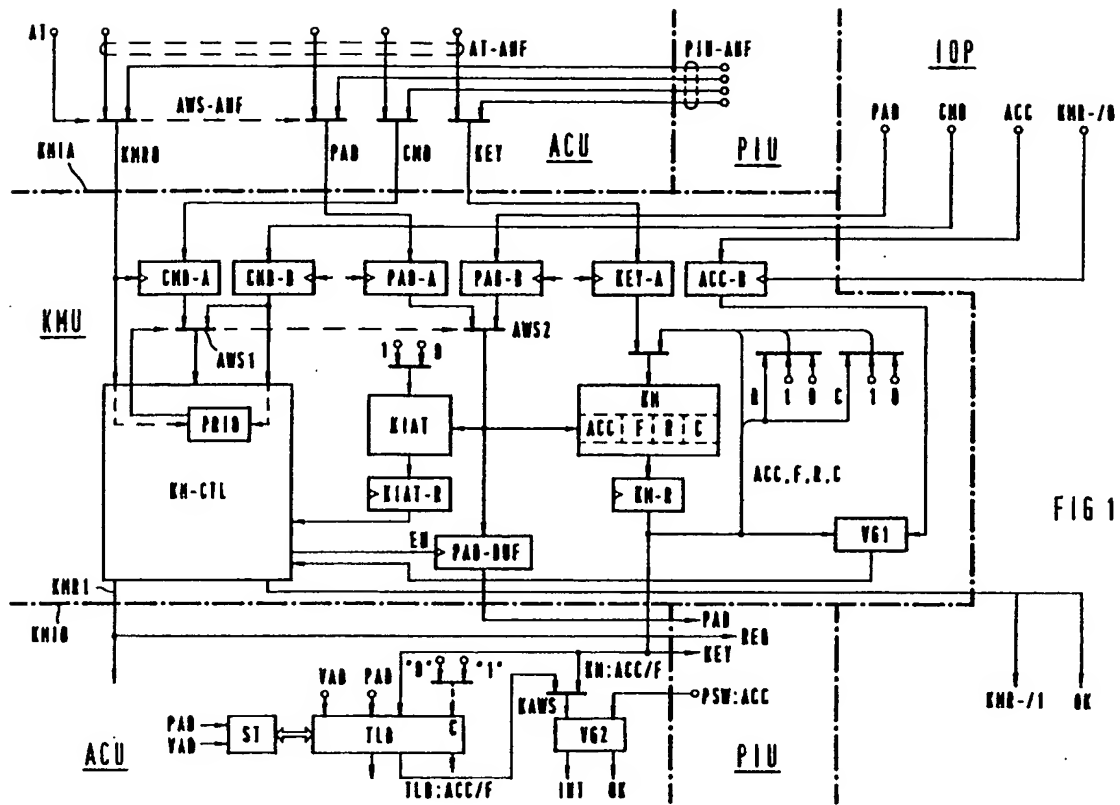 AT
AT-ANF
PIU-ANF
IOP
AWS-ANF
PAD
CMD
ACC
KMR-/0
KMR0
PAD
CMD
KEY
ACU
PIU
KMIA
CMD-A
CMD-B
PAD-A
PAD-B
KEY-A
ACC-B
KMU
AWS1
AWS2
1 0
R 1 0 C 1 0
PRIO
KIAT
KM
ACC F R C
KM-CTL
KIAT-R
KM-R
ACC,F,R,C
FIG 1
EN
PAD-BUF
VG1
KMR1
KMIB
PAD
REQ
KEY
VAD
PAD
"0"
"1"
KM:ACC/F
KAWS
PSW:ACC
KMR-/1
OK
PAD
VAD
ST
TLB
C
VG2
ACU
PIU
TLB:ACC/F
INT
OK